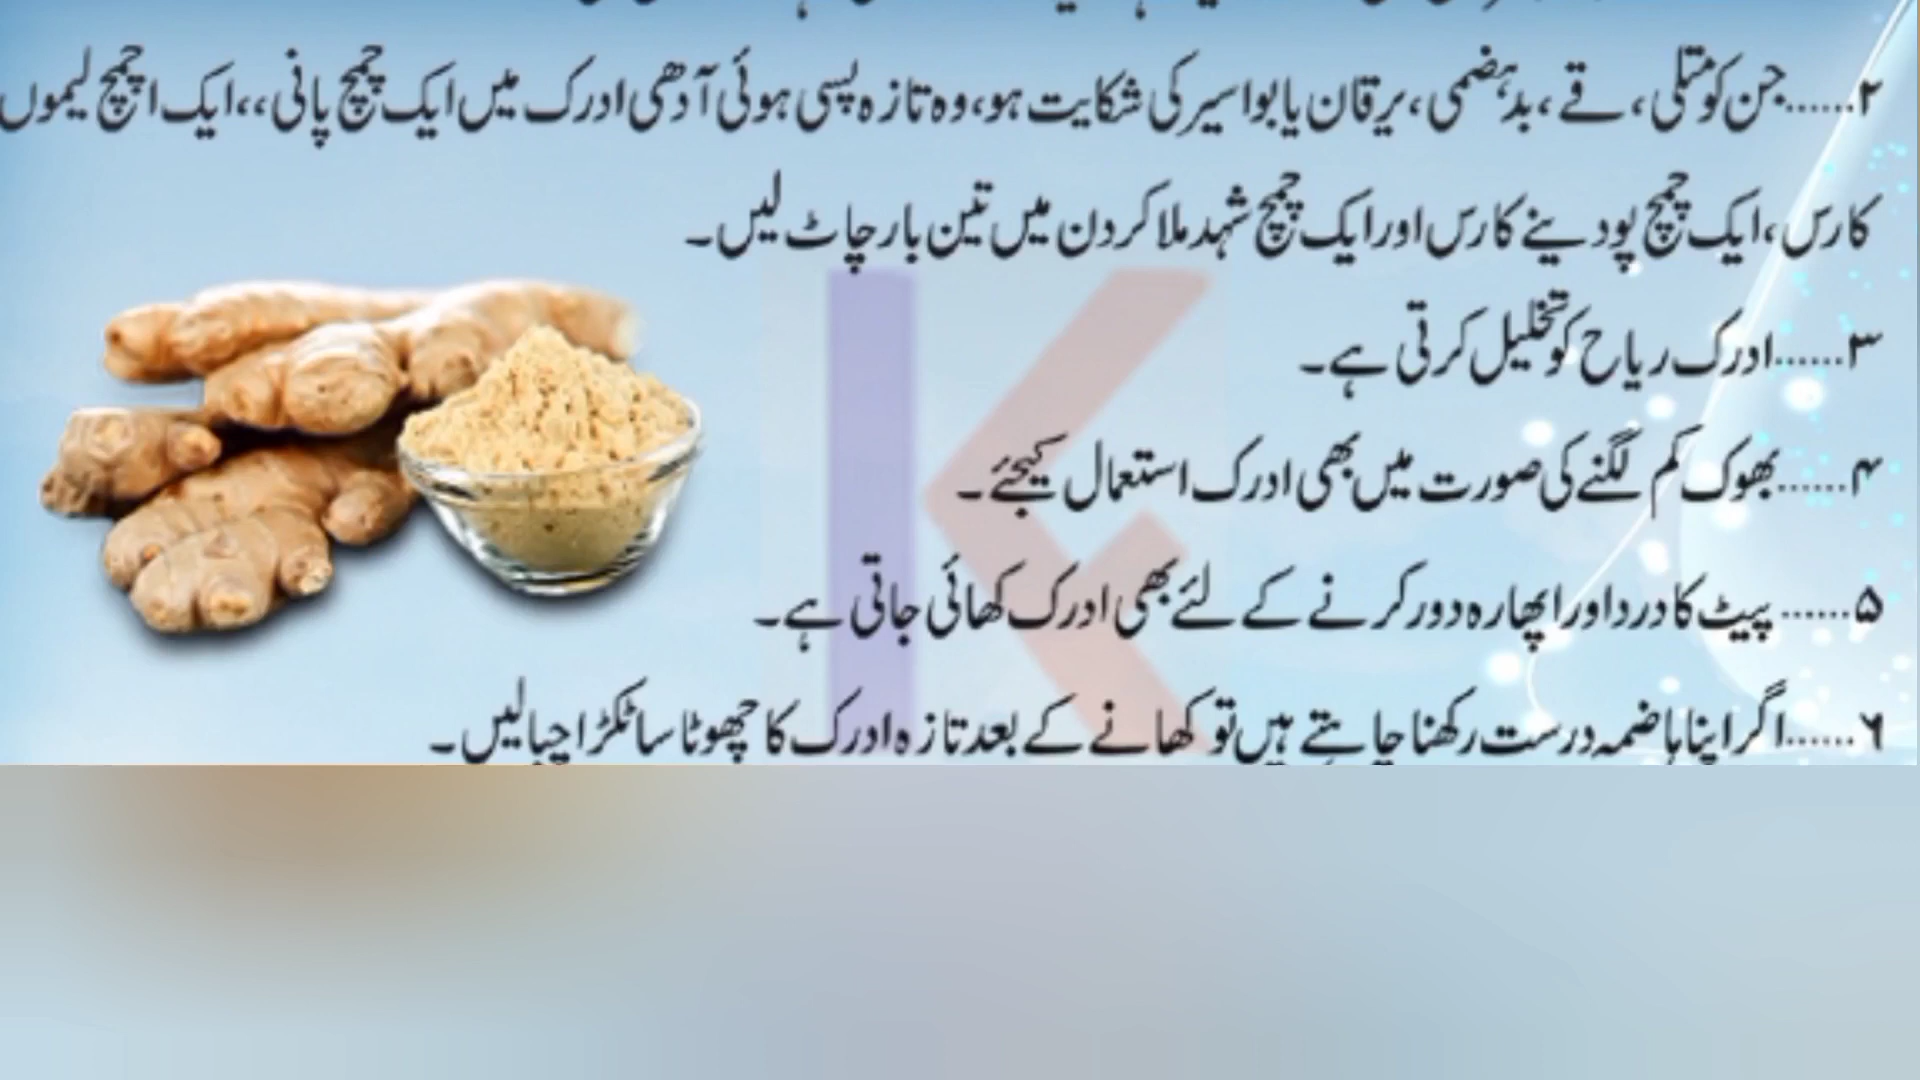 ۲......جن کو متلی، قے، بدہضمی، یرقان یا بواسیر کی شکایت ہو، وہ تازہ پسی ہوئی آدھی ادرک میں ایک چمچ پانی،، ایک اچمچ لیموں
کا رس، ایک چمچ پودینے کا رس اور ایک چمچ شہد ملا کر دن میں تین بار چاٹ لیں۔
۳......ادرک ریاح کو تخلیل کرتی ہے۔
۴......بھوک کم لگنے کی صورت میں بھی ادرک استعمال کیجئے۔
۵...... پیٹ کا درد اور اپھارہ دور کرنے کے لئے بھی ادرک کھائی جاتی ہے۔
۶......اگر اپنا ہاضمہ درست رکھنا چاہتے ہیں تو کھانے کے بعد تازہ ادرک کا چھوٹا سا ٹکڑا چبا لیں۔